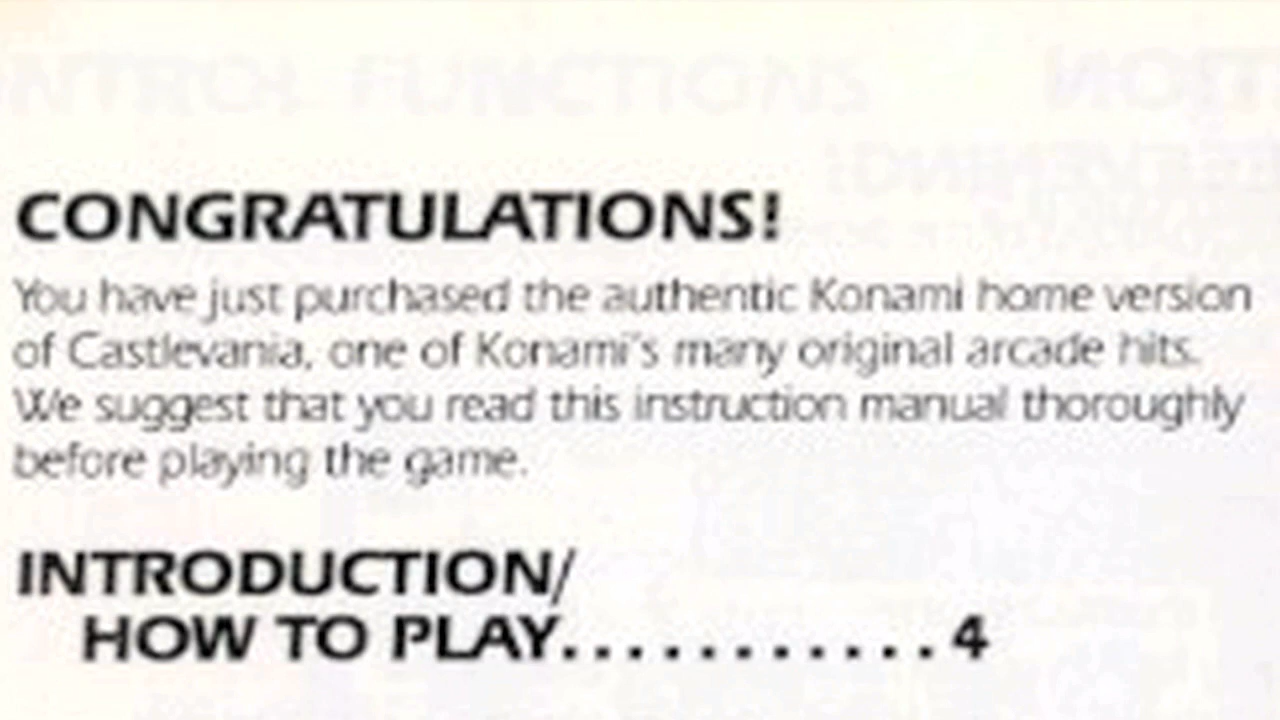 CONGRATULATIONS!
You have just purchased the authentic Konami home version
of Castlevania, one of Konami's many original arcade hits.
We suggest that you read this instruction manual thoroughly
before playing the game.
INTRODUCTION/
HOW TO PLAY. . . . . . . . . . . . 4